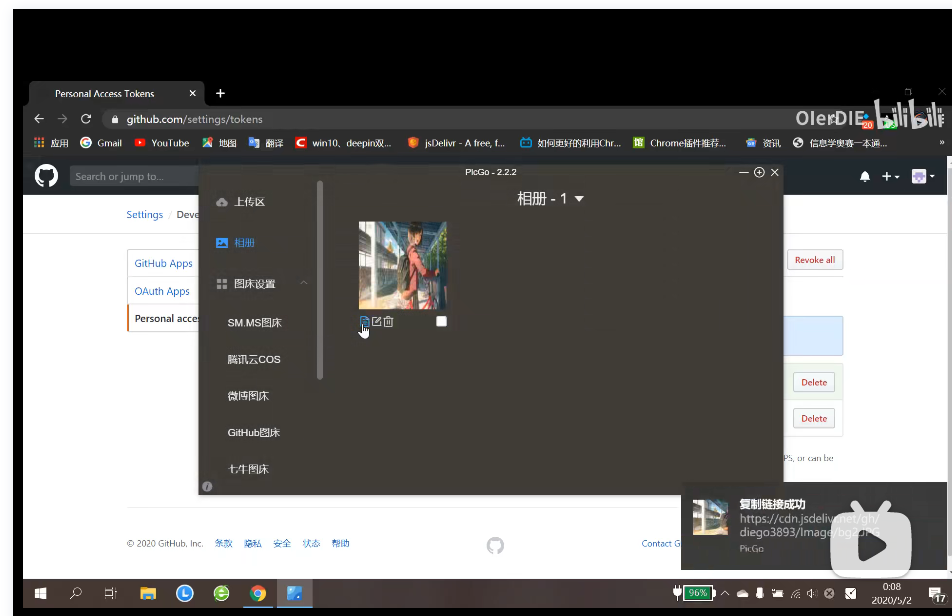 Personal Access Tokens
github.com/settings/tokens
OlerDIE bilibili
20
应用 Gmail YouTube 地图 翻译 win10、deepin双... jsDelivr - A free, f... 如何更好的利用Chr... Chrome插件推荐... 资讯 信息学奥赛一本通...
Search or jump to...
PicGo - 2.2.2
Settings
相册 - 1
上传区
相册
图床设置
SM.MS图床
腾讯云COS
微博图床
GitHub图床
七牛图床
GitHub Apps
OAuth Apps
Personal acce
Revoke all
Delete
Delete
PS, or can be
复制链接成功
https://cdn.jsdelivr.net/gh/
diego3893/Image/bg2.JPG
PicGo
© 2020 GitHub, Inc. 条款 隐私 安全 状态 帮助
Contact G
96%
0:08
2020/5/2
17